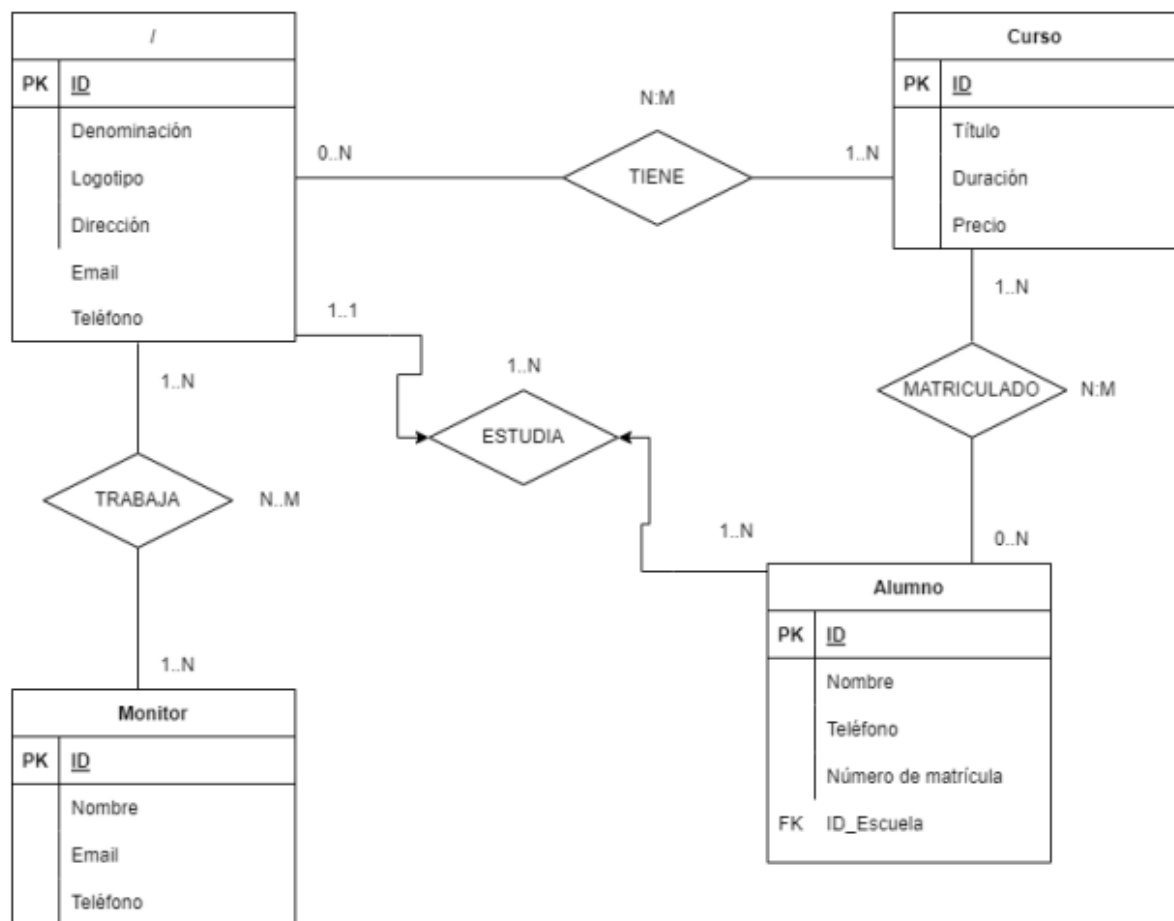 /
PK ID
Denominación
Logotipo
Dirección
Email
Teléfono
0..N
N:M
TIENE
1..N
Curso
PK ID
Título
Duración
Precio
1..1
1..N
ESTUDIA
1..N
1..N
MATRICULADO
N:M
0..N
1..N
TRABAJA
N..M
1..N
Monitor
PK ID
Nombre
Email
Teléfono
Alumno
PK ID
Nombre
Teléfono
Número de matrícula
FK ID_Escuela